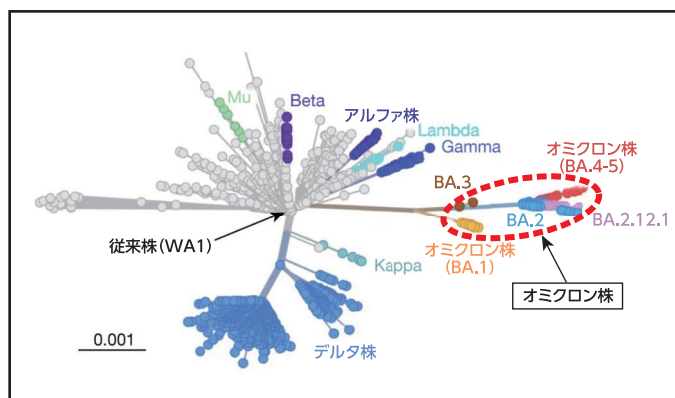 Mu
Beta
アルファ株
Lambda
Gamma
オミクロン株
(BA.4-5)
BA.3
BA.2
BA.2.12.1
従来株(WA1)
オミクロン株
(BA.1)
Kappa
オミクロン株
0.001
デルタ株